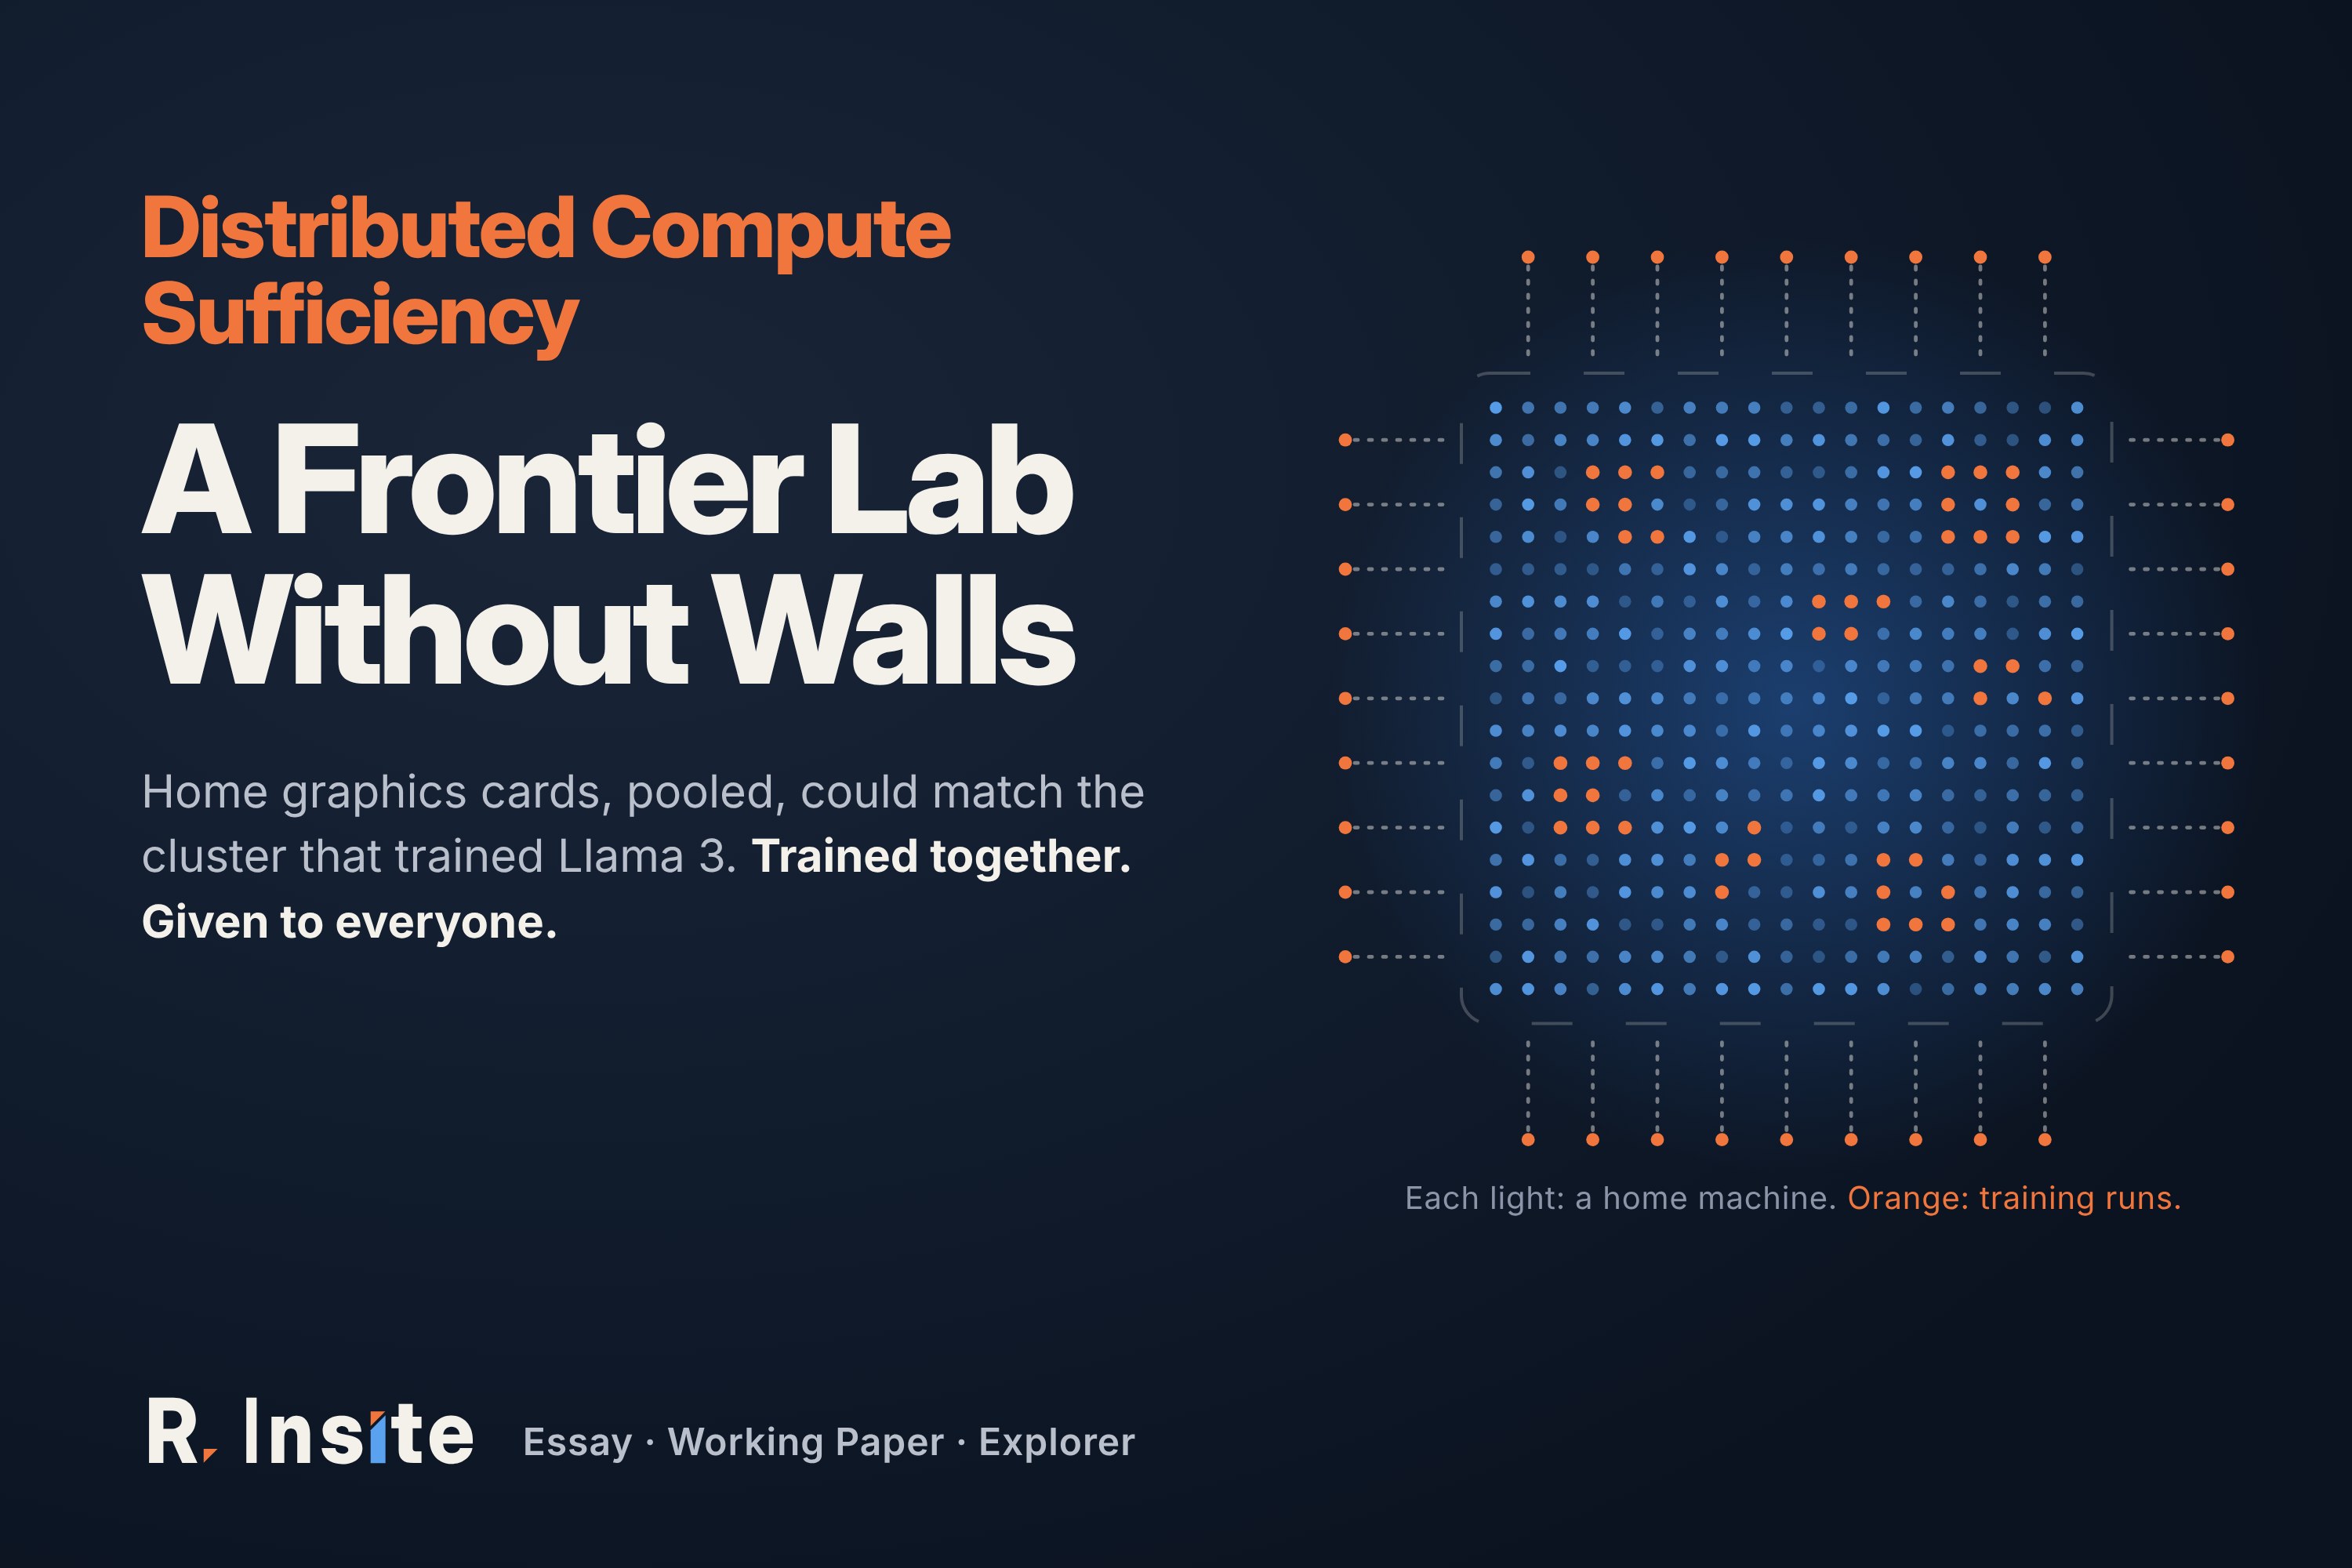 Distributed Compute
Sufficiency
A Frontier Lab
Without Walls
Home graphics cards, pooled, could match the
cluster that trained Llama 3. Trained together.
Given to everyone.
Each light: a home machine. Orange: training runs.
R. Insite
Essay · Working Paper · Explorer